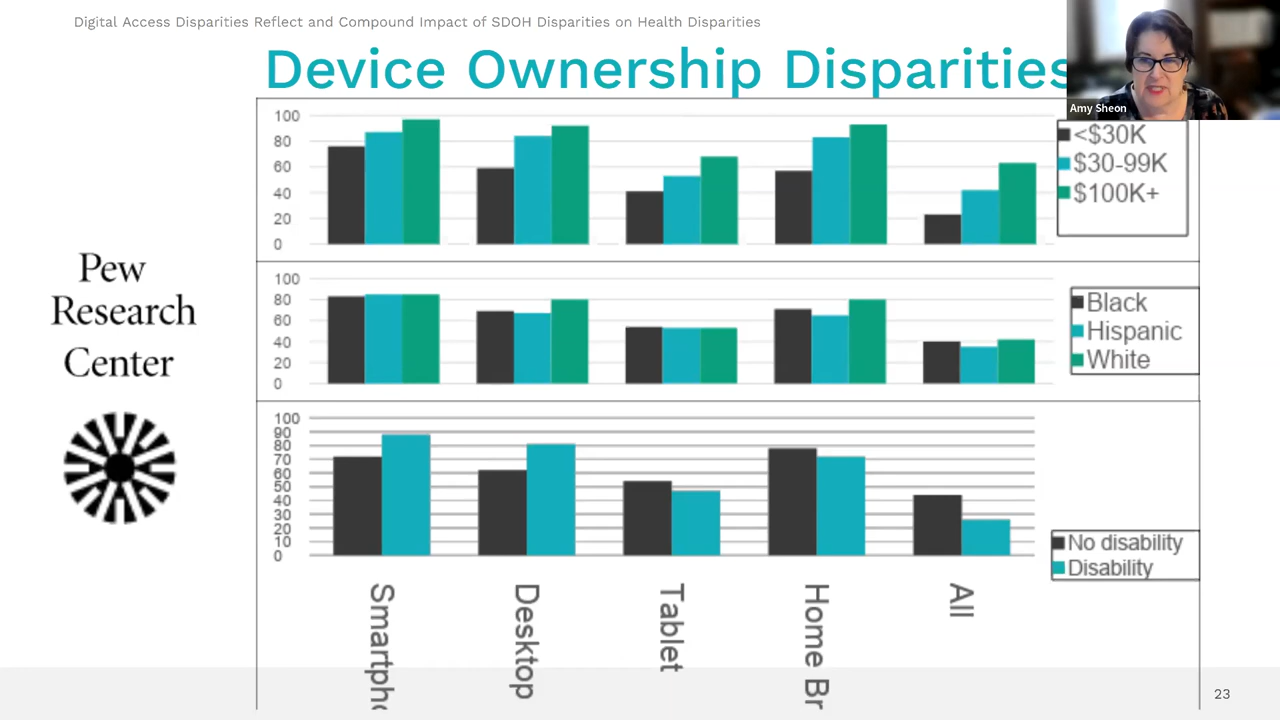 Digital Access Disparities Reflect and Compound Impact of SDOH Disparities on Health Disparities
Device Ownership Disparities
Amy Sheon
100
80
60
40
20
0
<$30K
$30-99K
$100K+
Pew
Research
Center
100
80
60
40
20
0
Black
Hispanic
White
100
90
80
70
60
50
40
30
20
10
0
No disability
Disability
Smartpho
Desktop
Tablet
Home Br
All
23